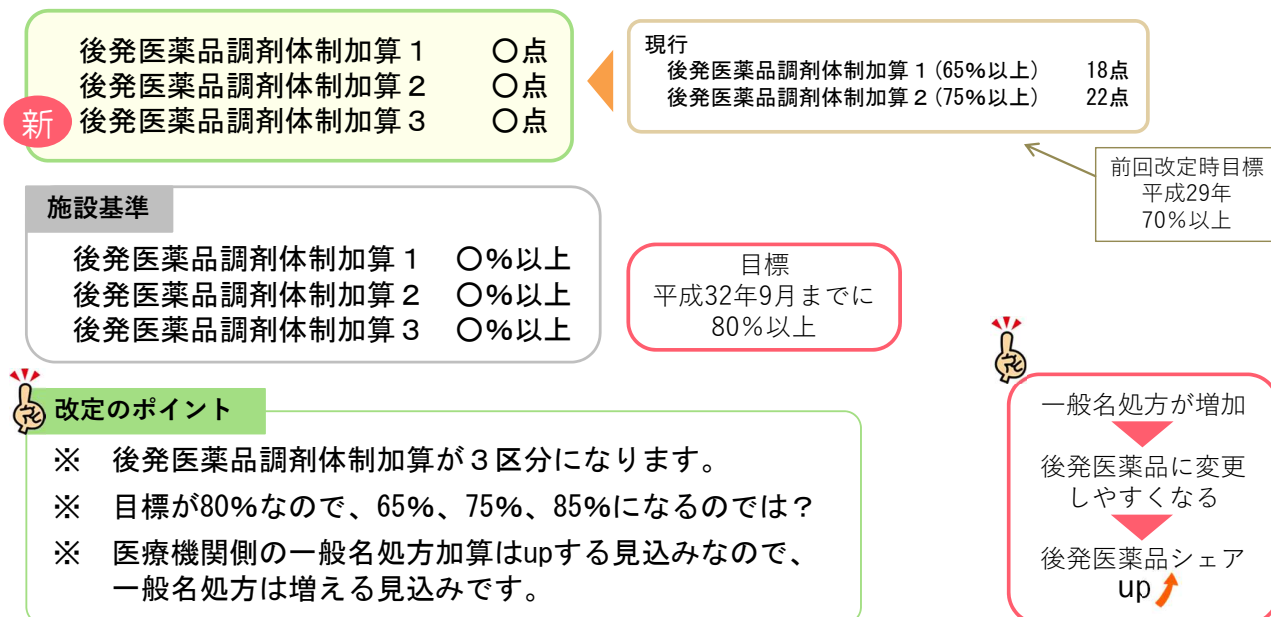 後発医薬品調剤体制加算１　〇点
後発医薬品調剤体制加算２　〇点
新 後発医薬品調剤体制加算３　〇点
現行
後発医薬品調剤体制加算１(65%以上)　18点
後発医薬品調剤体制加算２(75%以上)　22点
前回改定時目標
平成29年
70%以上
施設基準
後発医薬品調剤体制加算１　〇%以上
後発医薬品調剤体制加算２　〇%以上
後発医薬品調剤体制加算３　〇%以上
目標
平成32年9月までに
80%以上
改定のポイント
※　後発医薬品調剤体制加算が３区分になります。
※　目標が80%なので、65%、75%、85%になるのでは？
※　医療機関側の一般名処方加算はupする見込みなので、
一般名処方は増える見込みです。
一般名処方が増加
後発医薬品に変更
しやすくなる
後発医薬品シェア
up